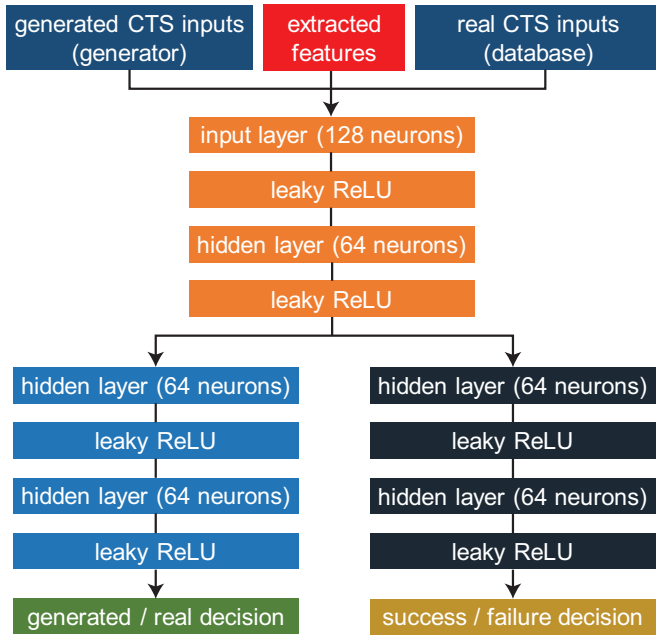 generated CTS inputs
(generator)
extracted
features
real CTS inputs
(database)
input layer (128 neurons)
leaky ReLU
hidden layer (64 neurons)
leaky ReLU
hidden layer (64 neurons)
leaky ReLU
hidden layer (64 neurons)
leaky ReLU
generated / real decision
hidden layer (64 neurons)
leaky ReLU
hidden layer (64 neurons)
leaky ReLU
success / failure decision